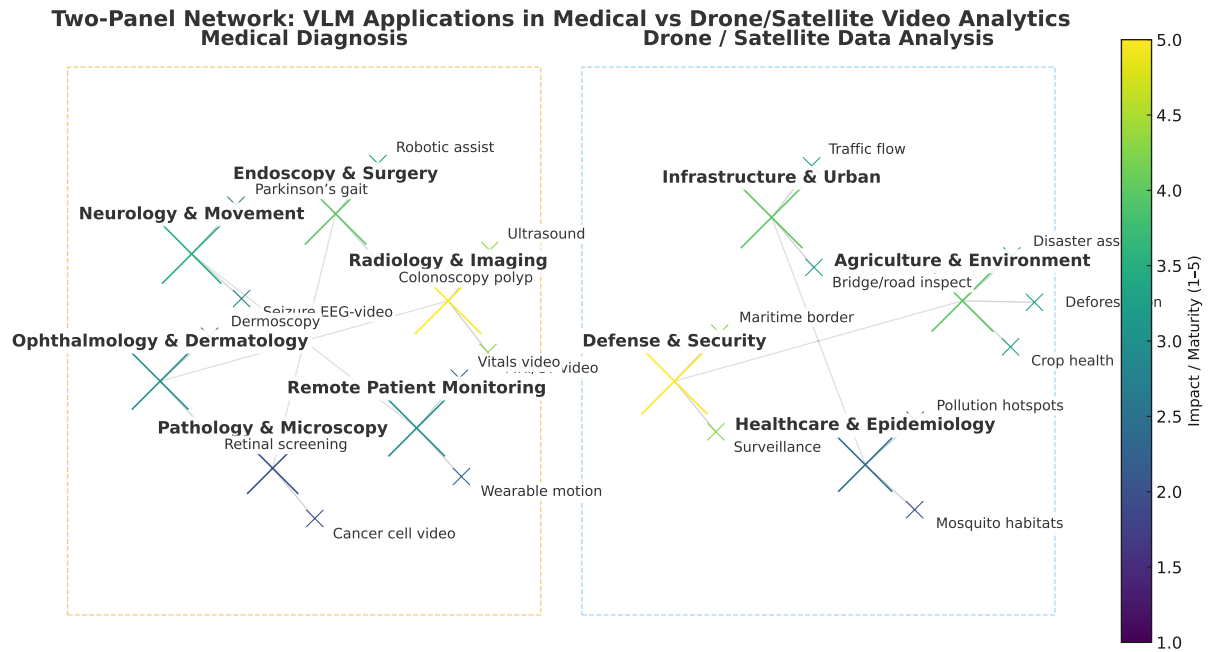 Two-Panel Network: VLM Applications in Medical vs Drone/Satellite Video Analytics
Medical Diagnosis
Robotic assist
Endoscopy & Surgery
Parkinson's gait
Neurology & Movement
Ultrasound
Radiology & Imaging
Colonoscopy polyp
Seizure EEG-video
Dermoscopy
Ophthalmology & Dermatology
Vitals video
video
Remote Patient Monitoring
Pathology & Microscopy
Retinal screening
Wearable motion
Cancer cell video
Drone / Satellite Data Analysis
Traffic flow
Infrastructure & Urban
Disaster ass
Agriculture & Environment
Bridge/road inspect
Defores
Maritime border
Defense & Security
Crop health
Pollution hotspots
Healthcare & Epidemiology
Surveillance
Mosquito habitats
5.0
4.5
4.0
3.5
3.0
2.5
2.0
1.5
1.0
Impact / Maturity (1–5)